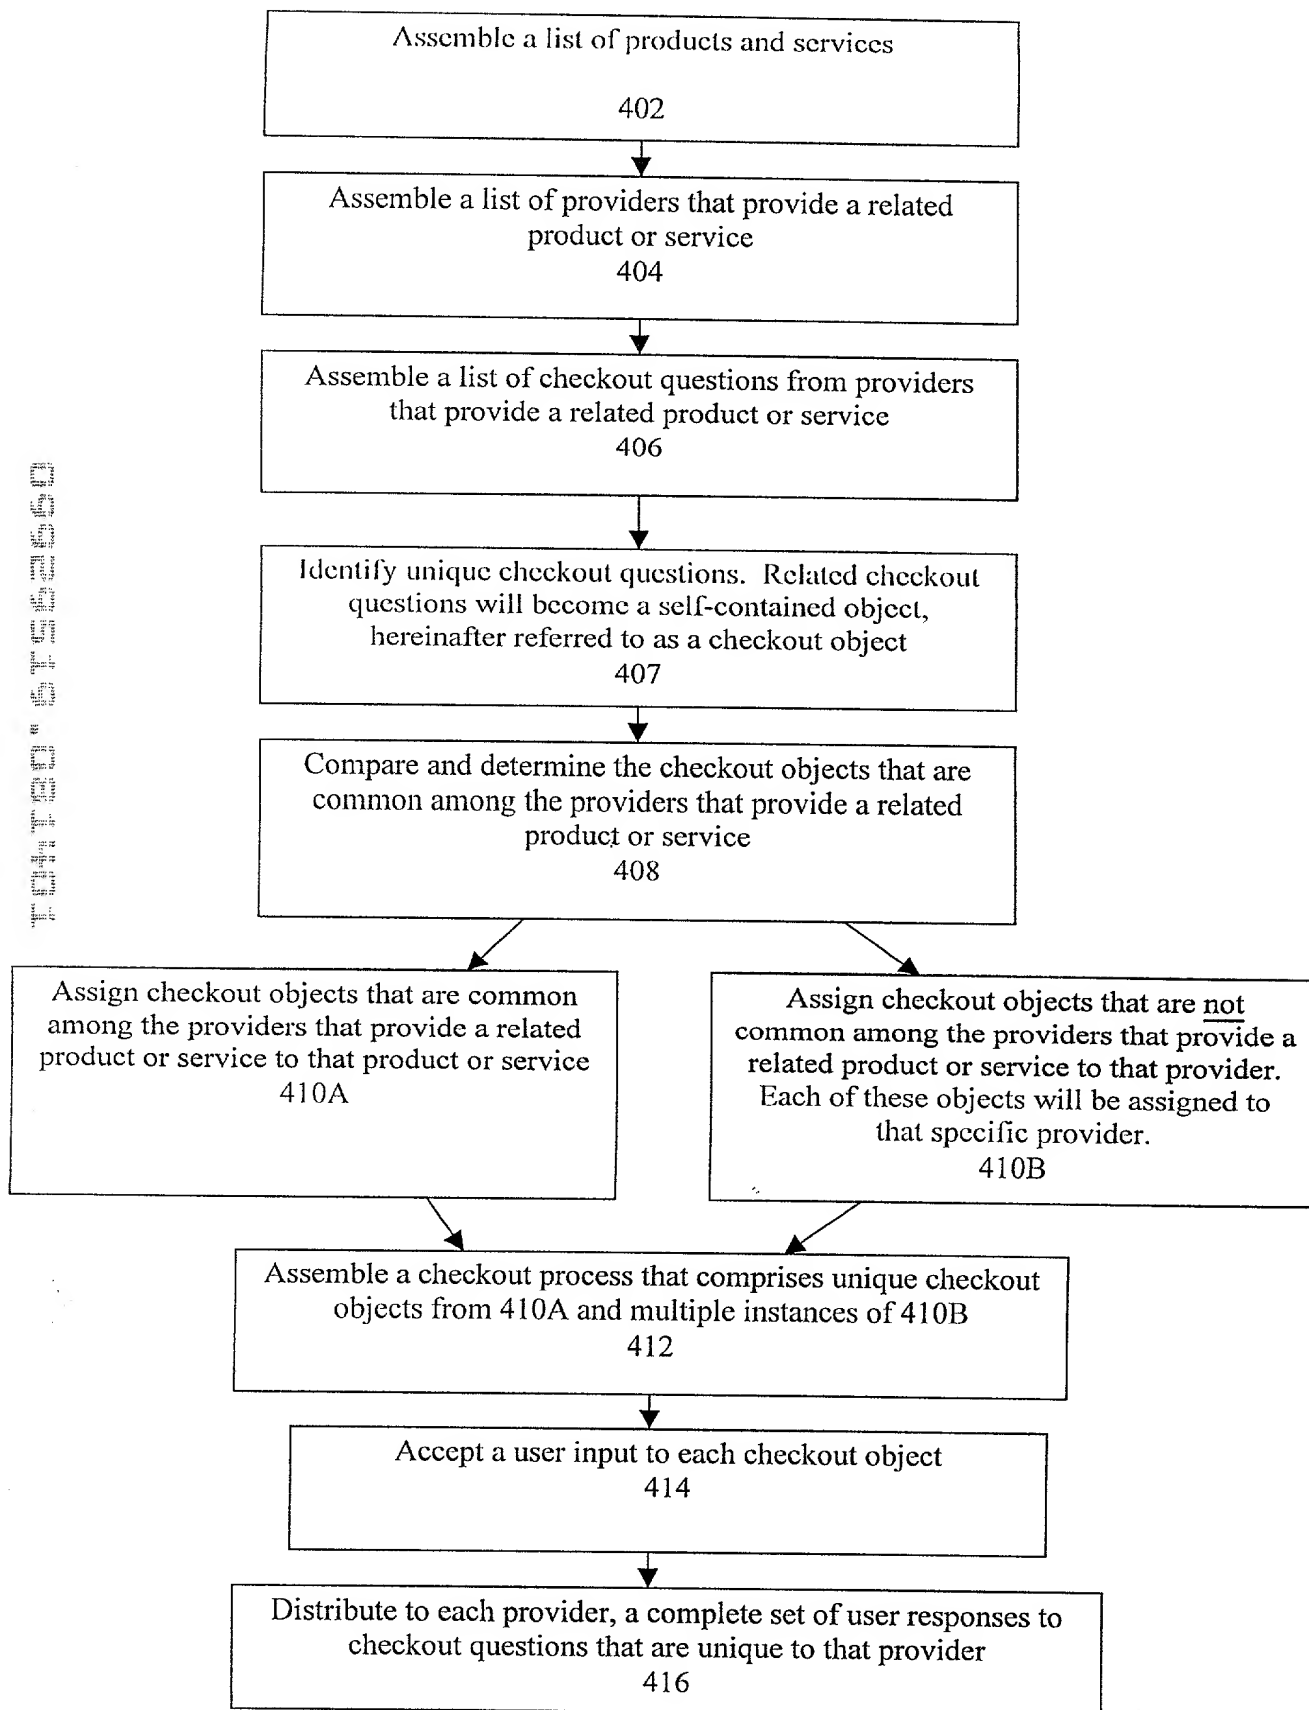 Assemble a list of products and services
402
Assemble a list of providers that provide a related
product or service
404
Assemble a list of checkout questions from providers
that provide a related product or service
406
Identify unique checkout questions. Related checkout
questions will become a self-contained object,
hereinafter referred to as a checkout object
407
Compare and determine the checkout objects that are
common among the providers that provide a related
product or service
408
Assign checkout objects that are common
among the providers that provide a related
product or service to that product or service
410A
Assign checkout objects that are not
common among the providers that provide a
related product or service to that provider.
Each of these objects will be assigned to
that specific provider.
410B
Assemble a checkout process that comprises unique checkout
objects from 410A and multiple instances of 410B
412
Accept a user input to each checkout object
414
Distribute to each provider, a complete set of user responses to
checkout questions that are unique to that provider
416